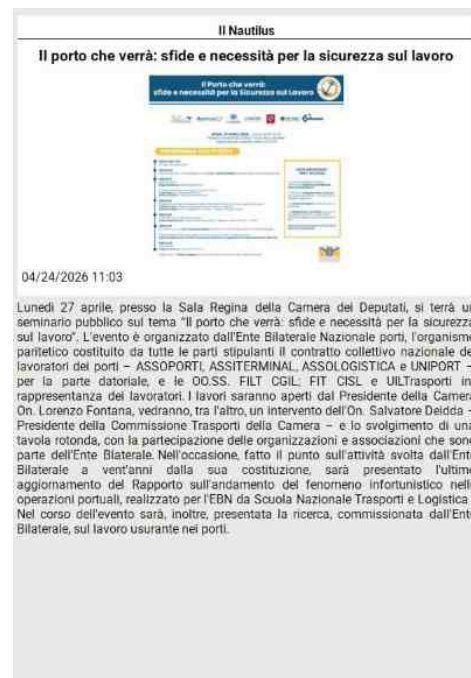 Il Nautilus
Il porto che verrà: sfide e necessità per la sicurezza sul lavoro
Il Porto che verrà:
sfide e necessità per la Sicurezza sul Lavoro
04/24/2026 11:03
Lunedì 27 aprile, presso la Sala Regina della Camera dei Deputati, si terrà un
seminario pubblico sul tema "Il porto che verrà: sfide e necessità per la sicurezza
sul lavoro". L'evento è organizzato dall'Ente Bilaterale Nazionale porti, l'organismo
paritetico costituito da tutte le parti stipulanti il contratto collettivo nazionale de
lavoratori dei porti – ASSOPORTI, ASSITERMINAL, ASSOLOGISTICA e UNIPORT –
per la parte datoriale, e le OO.SS. FILT CGIL; FIT CISL e UILTrasporti in
rappresentanza dei lavoratori. I lavori saranno aperti dal Presidente della Camera
On. Lorenzo Fontana, vedranno, tra l'altro, un intervento dell'On. Salvatore Deidda -
Presidente della Commissione Trasporti della Camera – e lo svolgimento di una
tavola rotonda, con la partecipazione delle organizzazioni e associazioni che sono
parte dell'Ente Blaterale. Nell'occasione, fatto il punto sull'attività svolta dall'Ente
Bilaterale a vent'anni dalla sua costituzione, sarà presentato l'ultimo
aggiornamento del Rapporto sull'andamento del fenomeno infortunistico nelle
operazioni portuali, realizzato per l'EBN da Scuola Nazionale Trasporti e Logistica
Nel corso dell'evento sarà, inoltre, presentata la ricerca, commissionata dall'Ente
Bilaterale, sul lavoro usurante nei porti.